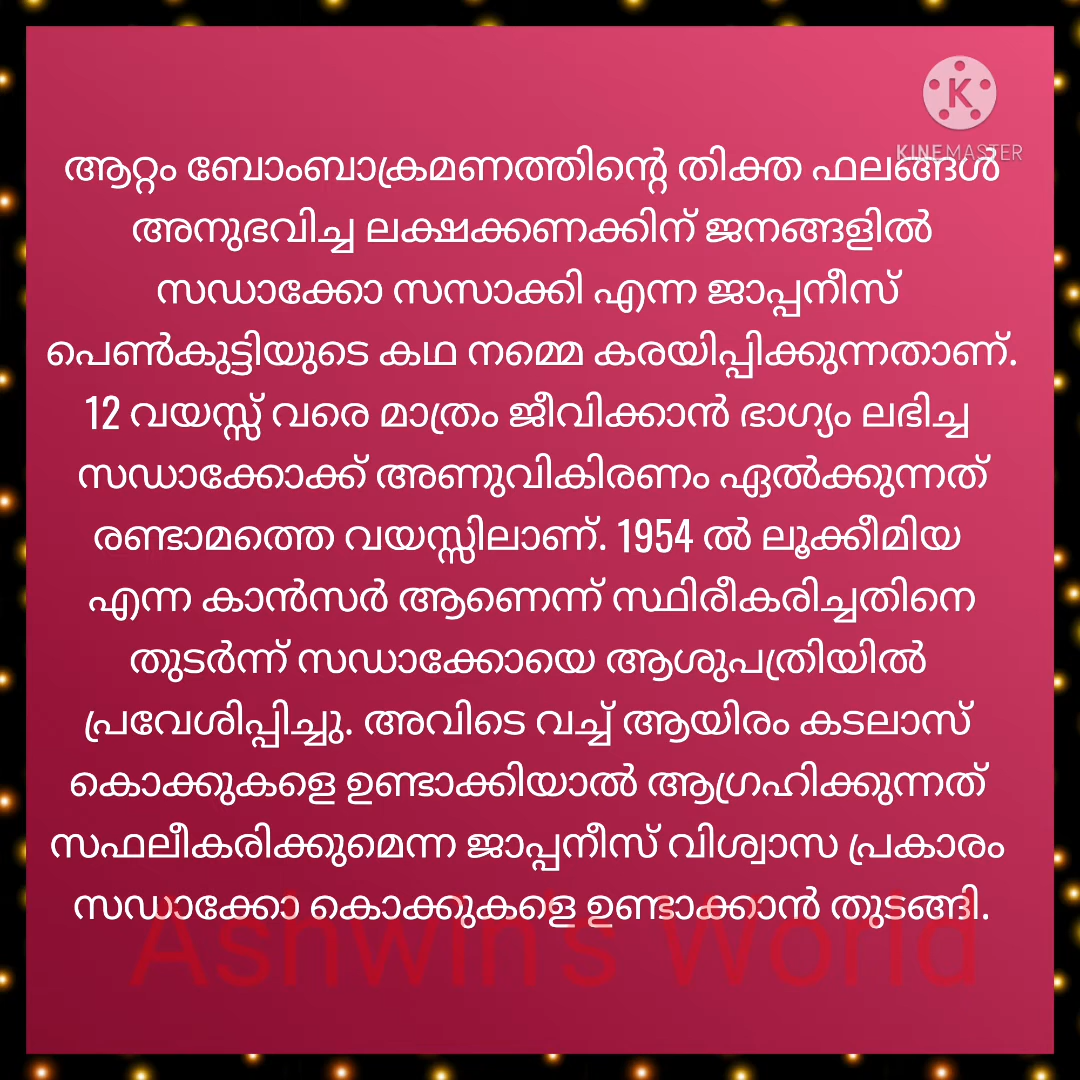 KINEMASTER
ആറ്റം ബോംബാക്രമണത്തിന്റെ തിക്ത ഫലങ്ങൾ
അനുഭവിച്ച ലക്ഷക്കണക്കിന് ജനങ്ങളിൽ
സഡാക്കോ സസാക്കി എന്ന ജാപ്പനീസ്
പെൺകുട്ടിയുടെ കഥ നമ്മെ കരയിപ്പിക്കുന്നതാണ്.
12 വയസ്സ് വരെ മാത്രം ജീവിക്കാൻ ഭാഗ്യം ലഭിച്ച
സഡാക്കോക്ക് അണുവികിരണം ഏൽക്കുന്നത്
രണ്ടാമത്തെ വയസ്സിലാണ്. 1954 ൽ ലൂക്കീമിയ
എന്ന കാൻസർ ആണെന്ന് സ്ഥിരീകരിച്ചതിനെ
തുടർന്ന് സഡാക്കോയെ ആശുപത്രിയിൽ
പ്രവേശിപ്പിച്ചു. അവിടെ വച്ച് ആയിരം കടലാസ്
കൊക്കുകളെ ഉണ്ടാക്കിയാൽ ആഗ്രഹിക്കുന്നത്
സഫലീകരിക്കുമെന്ന ജാപ്പനീസ് വിശ്വാസ പ്രകാരം
സഡാക്കോ കൊക്കുകളെ ഉണ്ടാക്കാൻ തുടങ്ങി.
Ashwin's World